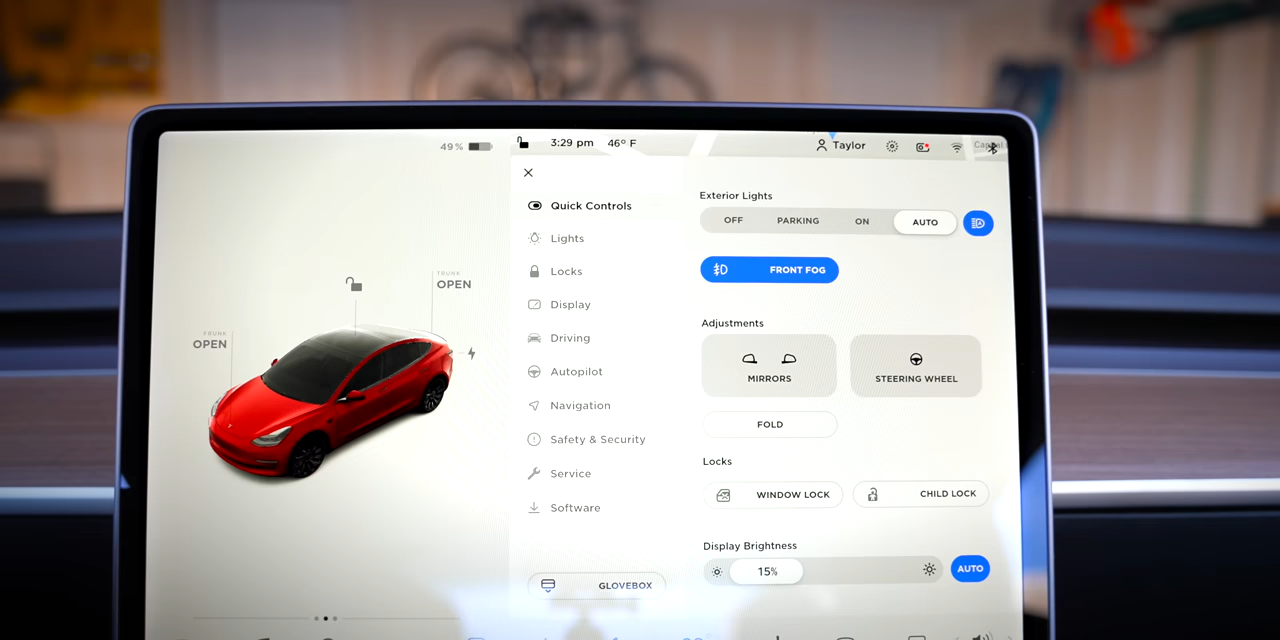 49%
3:29 pm 46° F
Taylor
TRUNK
OPEN
FRUNK
OPEN
Quick Controls
Lights
Locks
Display
Driving
Autopilot
Navigation
Safety & Security
Service
Software
GLOVEBOX
Exterior Lights
OFF PARKING ON AUTO
FRONT FOG
Adjustments
MIRRORS STEERING WHEEL
FOLD
Locks
WINDOW LOCK CHILD LOCK
Display Brightness
15% AUTO